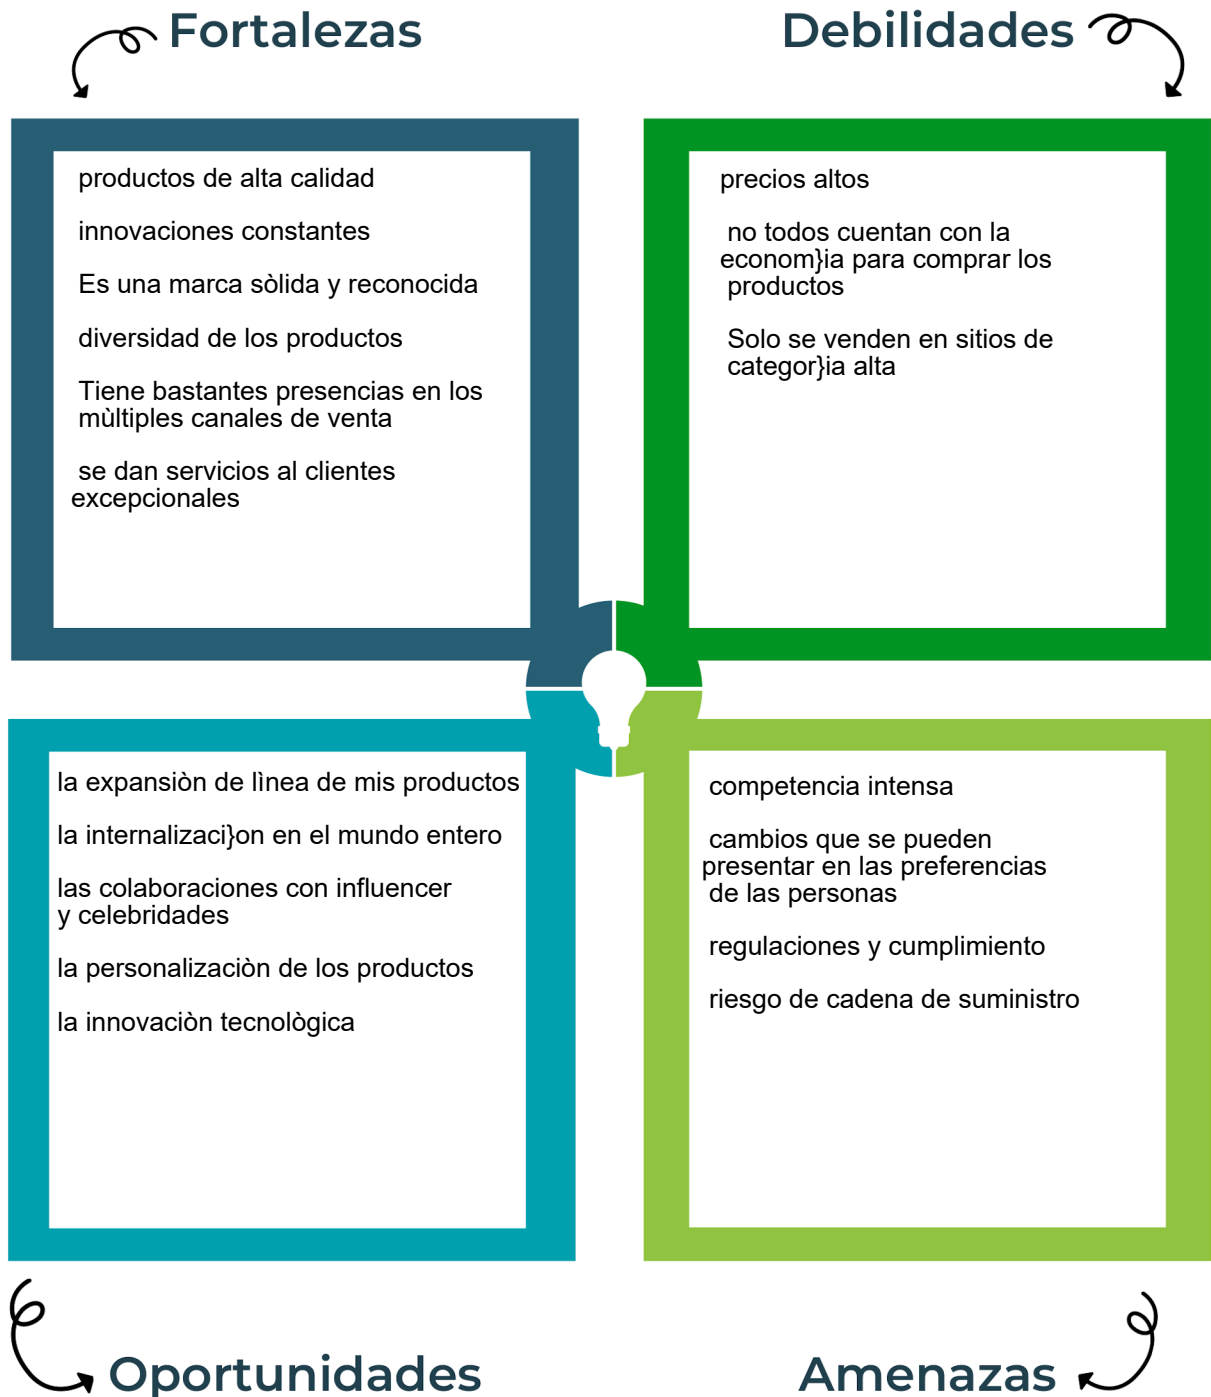 Fortalezas
productos de alta calidad
innovaciones constantes
Es una marca sòlida y reconocida
diversidad de los productos
Tiene bastantes presencias en los
mùltiples canales de venta
se dan servicios al clientes
excepcionales
Debilidades
precios altos
no todos cuentan con la
econom}ia para comprar los
productos
Solo se venden en sitios de
categor}ia alta
la expansiòn de lìnea de mis productos
la internalizaci}on en el mundo entero
las colaboraciones con influencer
y celebridades
la personalizaciòn de los productos
la innovaciòn tecnològica
Oportunidades
competencia intensa
cambios que se pueden
presentar en las preferencias
de las personas
regulaciones y cumplimiento
riesgo de cadena de suministro
Amenazas